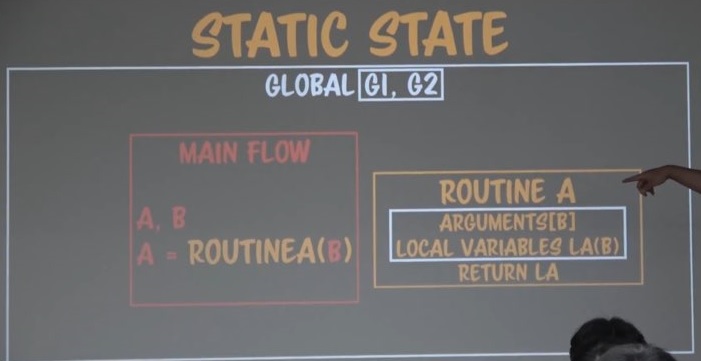 STATIC STATE
GLOBAL G1, G2
MAIN FLOW
A, B
A = ROUTINEA(B)
ROUTINE A
ARGUMENTS[B]
LOCAL VARIABLES LA(B)
RETURN LA